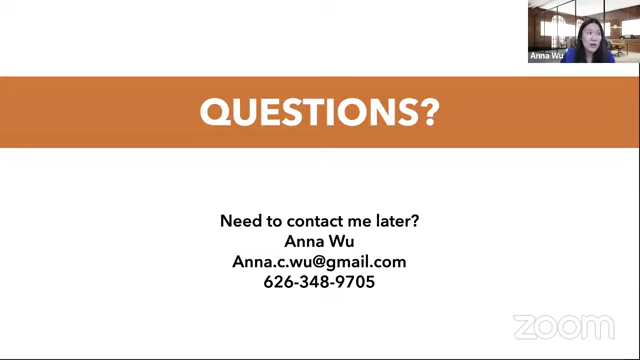 Anna Wu
QUESTIONS?
Need to contact me later?
Anna Wu
Anna.c.wu@gmail.com
626-348-9705
zoom